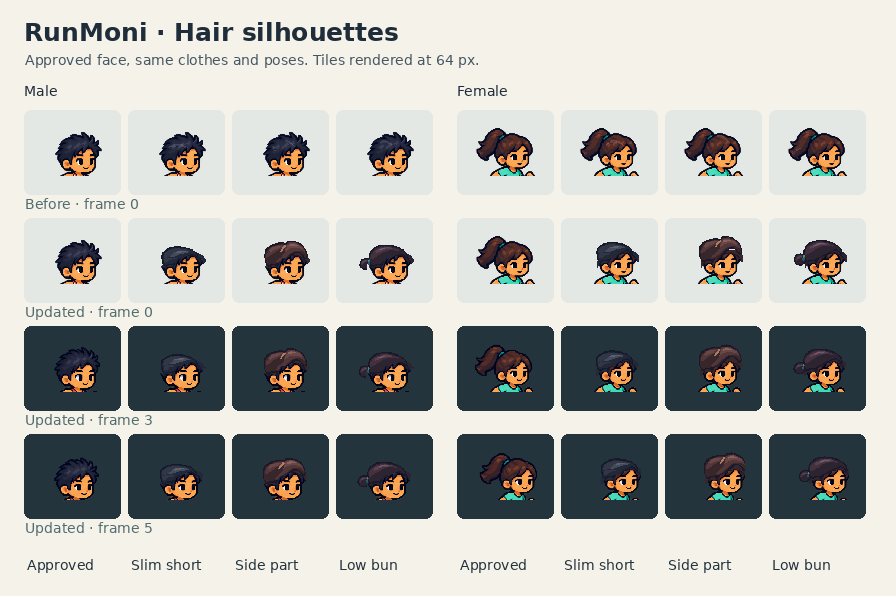 RunMoni · Hair silhouettes
Approved face, same clothes and poses. Tiles rendered at 64 px.
Male
Female
Before · frame 0
Updated · frame 0
Updated · frame 3
Updated · frame 5
Approved
Slim short
Side part
Low bun
Approved
Slim short
Side part
Low bun